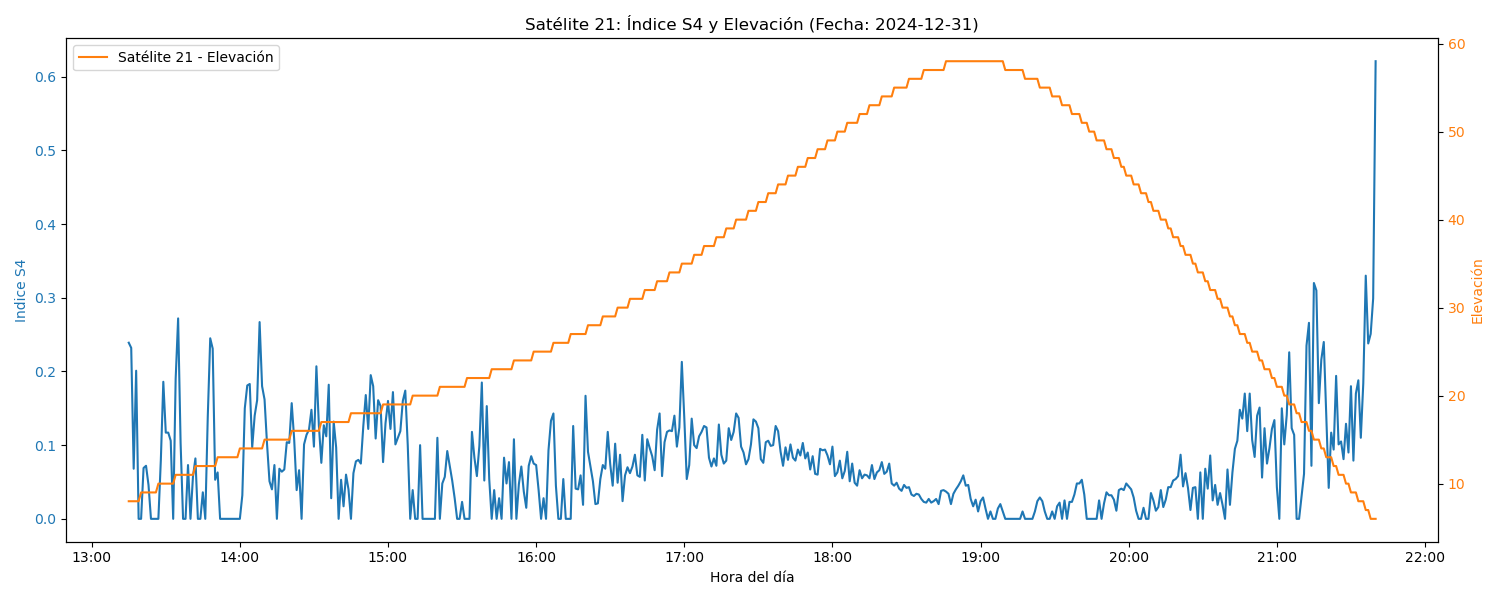 Satélite 21: Índice S4 y Elevación (Fecha: 2024-12-31)
Satélite 21 - Elevación
Indice S4
0.6
0.5
0.4
0.3
0.2
0.1
0.0
60
50
40
30
20
10
Elevación
13:00 14:00 15:00 16:00 17:00 18:00 19:00 20:00 21:00 22:00
Hora del día